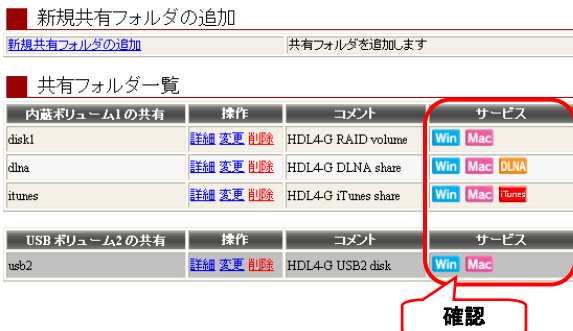 新規共有フォルダの追加
新規共有フォルダの追加 共有フォルダを追加します
共有フォルダ一覧
内蔵ボリューム1の共有 操作 コメント サービス
disk1 詳細 変更 削除 HDL4-G RAID volume Win Mac
dlna 詳細 変更 削除 HDL4-G DLNA share Win Mac DLNA
itunes 詳細 変更 削除 HDL4-G iTunes share Win Mac iTunes
USB ボリューム2の共有 操作 コメント サービス
usb2 詳細 変更 削除 HDL4-G USB2 disk Win Mac
確認